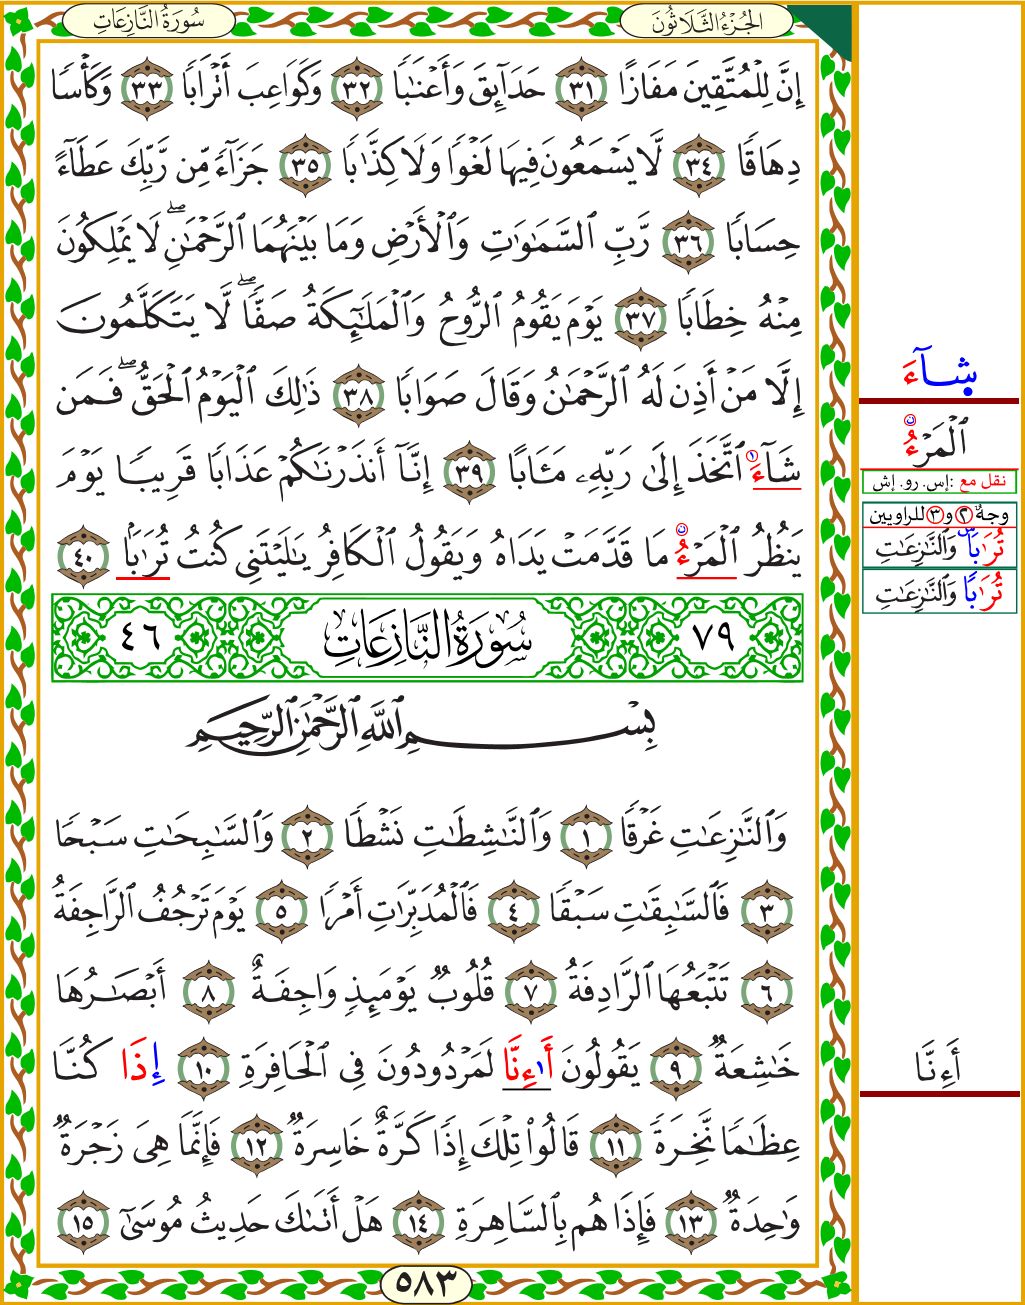 سُورَةُ النَّازِعَاتِ
الجُزْءُ الثَّلَاثُونَ
إِنَّ لِلْمُتَّقِينَ مَفَازًا ٣١ حَدَآئِقَ وَأَعْنَٰبًا ٣٢ وَكَوَاعِبَ أَتْرَابًا ٣٣ وَكَأْسًا
دِهَاقًا ٣٤ لَّا يَسْمَعُونَ فِيهَا لَغْوًا وَلَا كِذَّٰبًا ٣٥ جَزَآءً مِّن رَّبِّكَ عَطَآءً
حِسَابًا ٣٦ رَّبِّ ٱلسَّمَٰوَٰتِ وَٱلْأَرْضِ وَمَا بَيْنَهُمَا ٱلرَّحْمَٰنِۖ لَا يَمْلِكُونَ
مِنْهُ خِطَابًا ٣٧ يَوْمَ يَقُومُ ٱلرُّوحُ وَٱلْمَلَٰٓئِكَةُ صَفًّاۖ لَّا يَتَكَلَّمُونَ
إِلَّا مَنْ أَذِنَ لَهُ ٱلرَّحْمَٰنُ وَقَالَ صَوَابًا ٣٨ ذَٰلِكَ ٱلْيَوْمُ ٱلْحَقُّۖ فَمَن
شَآءَ ٱتَّخَذَ إِلَىٰ رَبِّهِۦ مَـَٔابًا ٣٩ إِنَّآ أَنذَرْنَٰكُمْ عَذَابًا قَرِيبًا يَوْمَ
يَنظُرُ ٱلْمَرْءُ مَا قَدَّمَتْ يَدَاهُ وَيَقُولُ ٱلْكَافِرُ يَٰلَيْتَنِى كُنتُ تُرَٰبًا ٤٠
٧٩ سُورَةُ النَّازِعَاتِ ٤٦
بِسْمِ ٱللَّهِ ٱلرَّحْمَٰنِ ٱلرَّحِيمِ
وَٱلنَّٰزِعَٰتِ غَرْقًا ١ وَٱلنَّٰشِطَٰتِ نَشْطًا ٢ وَٱلسَّٰبِحَٰتِ سَبْحًا
٣ فَٱلسَّٰبِقَٰتِ سَبْقًا ٤ فَٱلْمُدَبِّرَٰتِ أَمْرًا ٥ يَوْمَ تَرْجُفُ ٱلرَّاجِفَةُ
٦ تَتْبَعُهَا ٱلرَّادِفَةُ ٧ قُلُوبٌ يَوْمَئِذٍ وَاجِفَةٌ ٨ أَبْصَٰرُهَا
خَٰشِعَةٌ ٩ يَقُولُونَ أَٰءِنَّا لَمَرْدُودُونَ فِى ٱلْحَافِرَةِ ١٠ إِذَا كُنَّا
عِظَٰمًا نَّخِرَةً ١١ قَالُوا۟ تِلْكَ إِذًا كَرَّةٌ خَاسِرَةٌ ١٢ فَإِنَّمَا هِىَ زَجْرَةٌ
وَٰحِدَةٌ ١٣ فَإِذَا هُم بِٱلسَّاهِرَةِ ١٤ هَلْ أَتَىٰكَ حَدِيثُ مُوسَىٰٓ ١٥
٥٨٣
شَآءَ
ٱلْمَرْءُ
نقل مع :إس. رو. إش
وجهٌ ٢ و٣ للراويين
تُرَٰبًا وَٱلنَّٰزِعَٰتِ
تُرَٰبًا وَٱلنَّٰزِعَٰتِ
أَءِنَّا